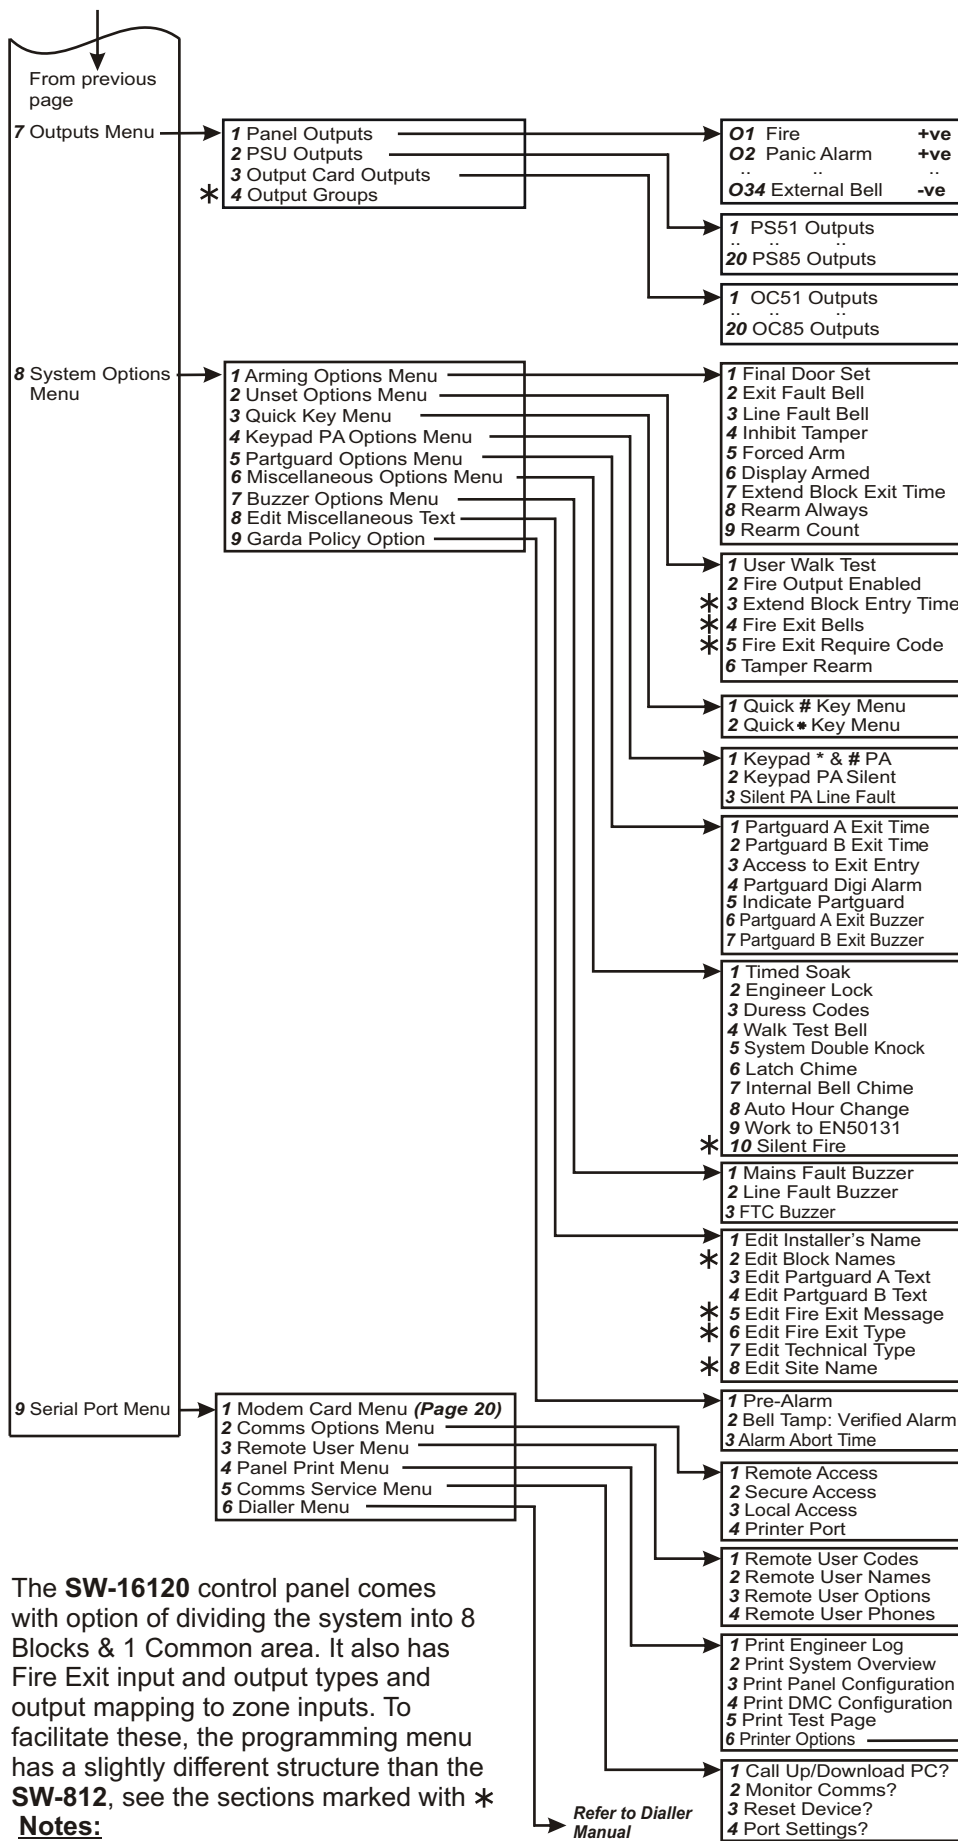 From previous
page
7 Outputs Menu
1 Panel Outputs
2 PSU Outputs
3 Output Card Outputs
* 4 Output Groups
O1 Fire +ve
O2 Panic Alarm +ve
.. .. ..
O34 External Bell -ve
1 PS51 Outputs
.. .. ..
20 PS85 Outputs
1 OC51 Outputs
.. .. ..
20 OC85 Outputs
8 System Options
Menu
1 Arming Options Menu
2 Unset Options Menu
3 Quick Key Menu
4 Keypad PA Options Menu
5 Partguard Options Menu
6 Miscellaneous Options Menu
7 Buzzer Options Menu
8 Edit Miscellaneous Text
9 Garda Policy Option
1 Final Door Set
2 Exit Fault Bell
3 Line Fault Bell
4 Inhibit Tamper
5 Forced Arm
6 Display Armed
7 Extend Block Exit Time
8 Rearm Always
9 Rearm Count
1 User Walk Test
2 Fire Output Enabled
* 3 Extend Block Entry Time
* 4 Fire Exit Bells
* 5 Fire Exit Require Code
6 Tamper Rearm
1 Quick # Key Menu
2 Quick * Key Menu
1 Keypad * & # PA
2 Keypad PA Silent
3 Silent PA Line Fault
1 Partguard A Exit Time
2 Partguard B Exit Time
3 Access to Exit Entry
4 Partguard Digi Alarm
5 Indicate Partguard
6 Partguard A Exit Buzzer
7 Partguard B Exit Buzzer
1 Timed Soak
2 Engineer Lock
3 Duress Codes
4 Walk Test Bell
5 System Double Knock
6 Latch Chime
7 Internal Bell Chime
8 Auto Hour Change
9 Work to EN50131
* 10 Silent Fire
1 Mains Fault Buzzer
2 Line Fault Buzzer
3 FTC Buzzer
1 Edit Installer's Name
* 2 Edit Block Names
3 Edit Partguard A Text
4 Edit Partguard B Text
* 5 Edit Fire Exit Message
* 6 Edit Fire Exit Type
7 Edit Technical Type
* 8 Edit Site Name
1 Pre-Alarm
2 Bell Tamp: Verified Alarm
3 Alarm Abort Time
9 Serial Port Menu
1 Modem Card Menu (Page 20)
2 Comms Options Menu
3 Remote User Menu
4 Panel Print Menu
5 Comms Service Menu
6 Dialler Menu
1 Remote Access
2 Secure Access
3 Local Access
4 Printer Port
1 Remote User Codes
2 Remote User Names
3 Remote User Options
4 Remote User Phones
1 Print Engineer Log
2 Print System Overview
3 Print Panel Configuration
4 Print DMC Configuration
5 Print Test Page
6 Printer Options
1 Call Up/Download PC?
2 Monitor Comms?
3 Reset Device?
4 Port Settings?
Refer to Dialler
Manual
The SW-16120 control panel comes
with option of dividing the system into 8
Blocks & 1 Common area. It also has
Fire Exit input and output types and
output mapping to zone inputs. To
facilitate these, the programming menu
has a slightly different structure than the
SW-812, see the sections marked with *
Notes: